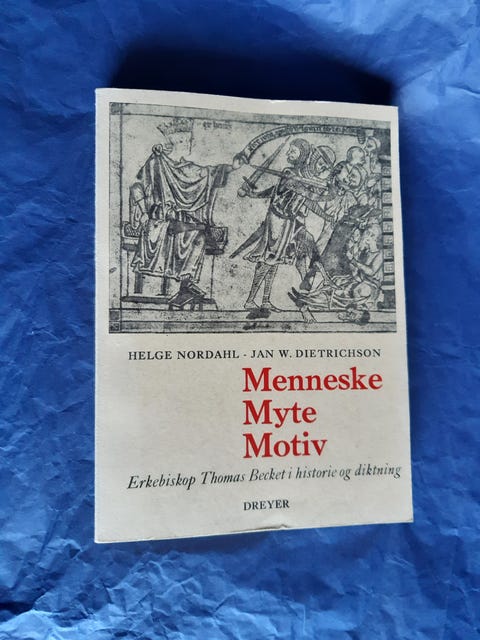 HELGE NORDAHL · JAN W. DIETRICHSON
Menneske
Myte
Motiv
Erkebiskop Thomas Becket i historie og diktning
DREYER